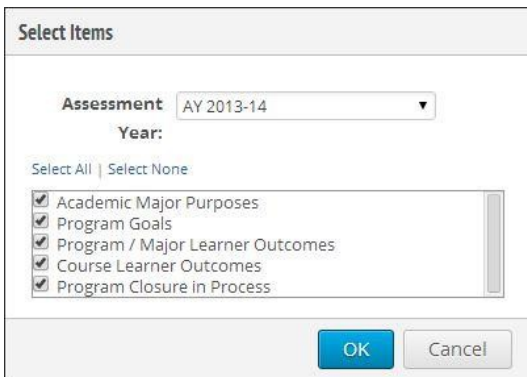 Select Items
Assessment Year: AY 2013-14
Select All | Select None
Academic Major Purposes
Program Goals
Program / Major Learner Outcomes
Course Learner Outcomes
Program Closure in Process
OK Cancel